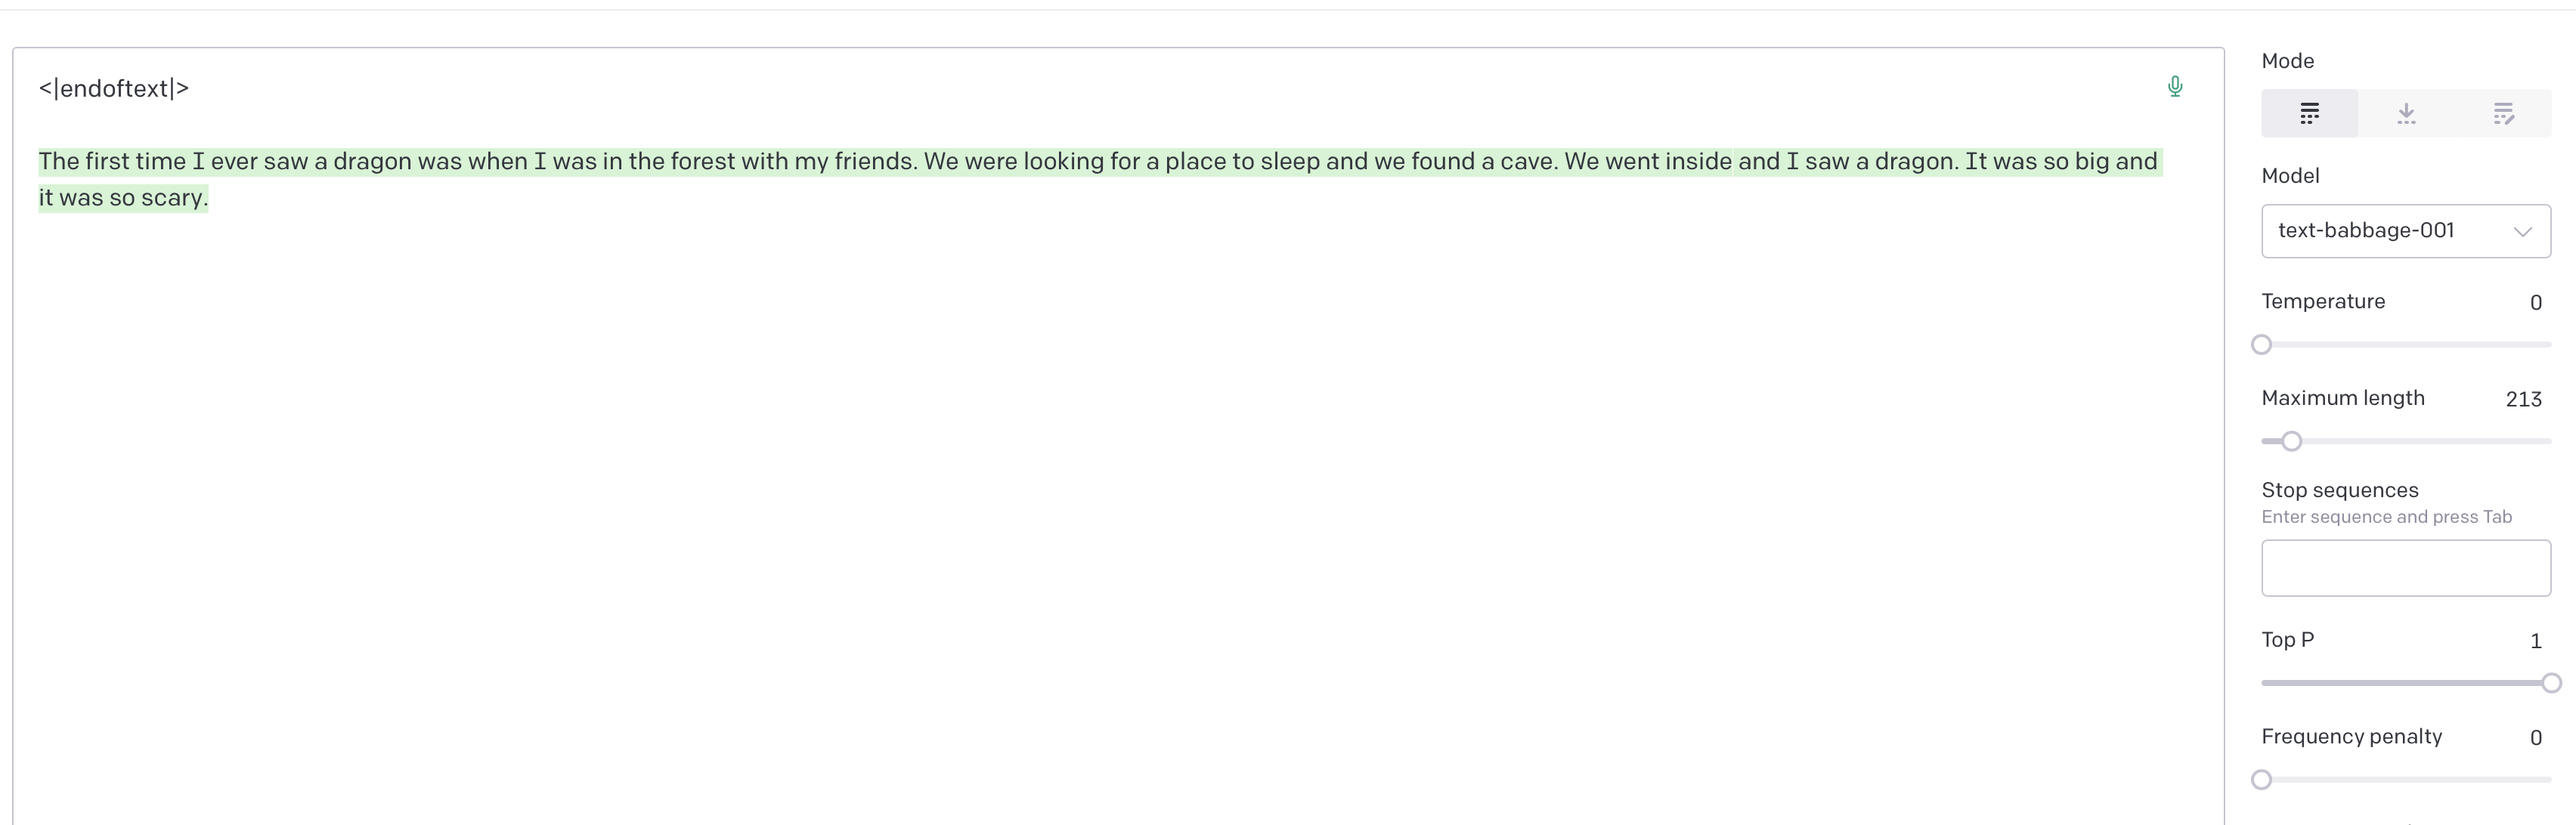 <|endoftext|>
The first time I ever saw a dragon was when I was in the forest with my friends. We were looking for a place to sleep and we found a cave. We went inside and I saw a dragon. It was so big and
it was so scary.
Mode
Model
text-babbage-001
Temperature 0
Maximum length 213
Stop sequences
Enter sequence and press Tab
Top P 1
Frequency penalty 0